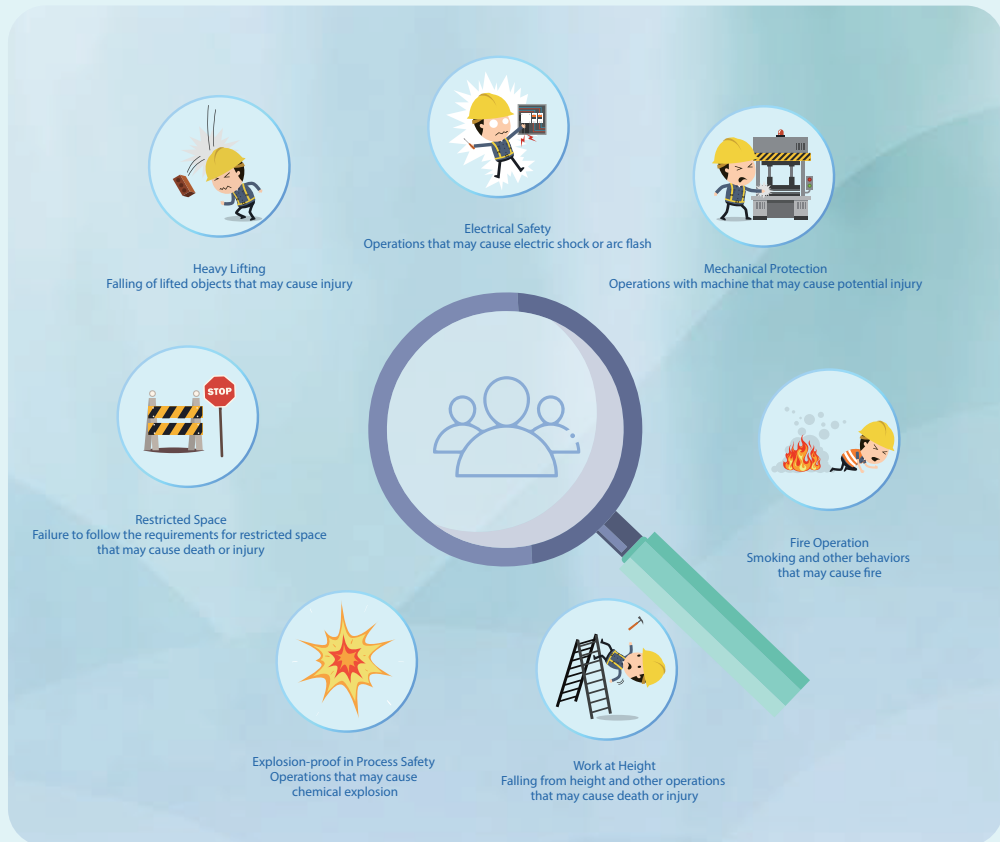 Electrical Safety
Operations that may cause electric shock or arc flash
Heavy Lifting
Falling of lifted objects that may cause injury
Mechanical Protection
Operations with machine that may cause potential injury
STOP
Restricted Space
Failure to follow the requirements for restricted space
that may cause death or injury
Fire Operation
Smoking and other behaviors
that may cause fire
Explosion-proof in Process Safety
Operations that may cause
chemical explosion
Work at Height
Falling from height and other operations
that may cause death or injury